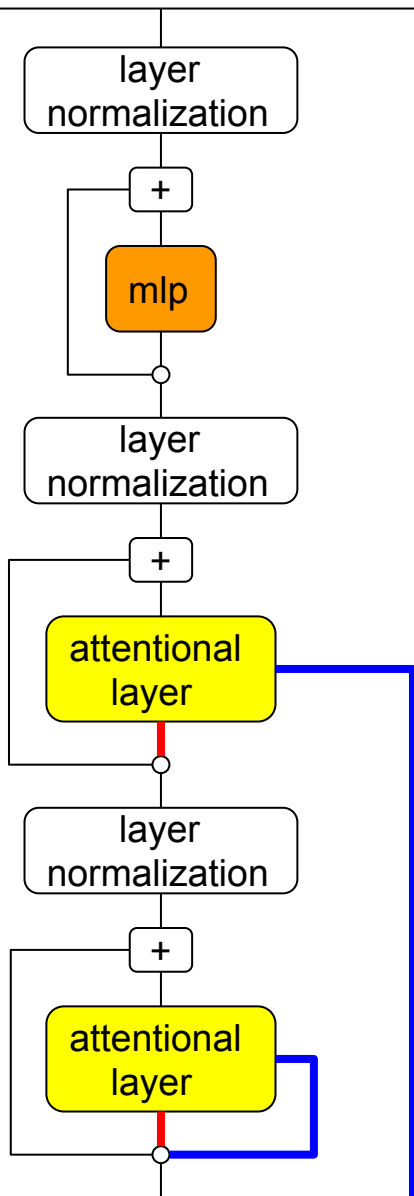 layer
normalization
+
mlp
layer
normalization
+
attentional
layer
layer
normalization
+
attentional
layer